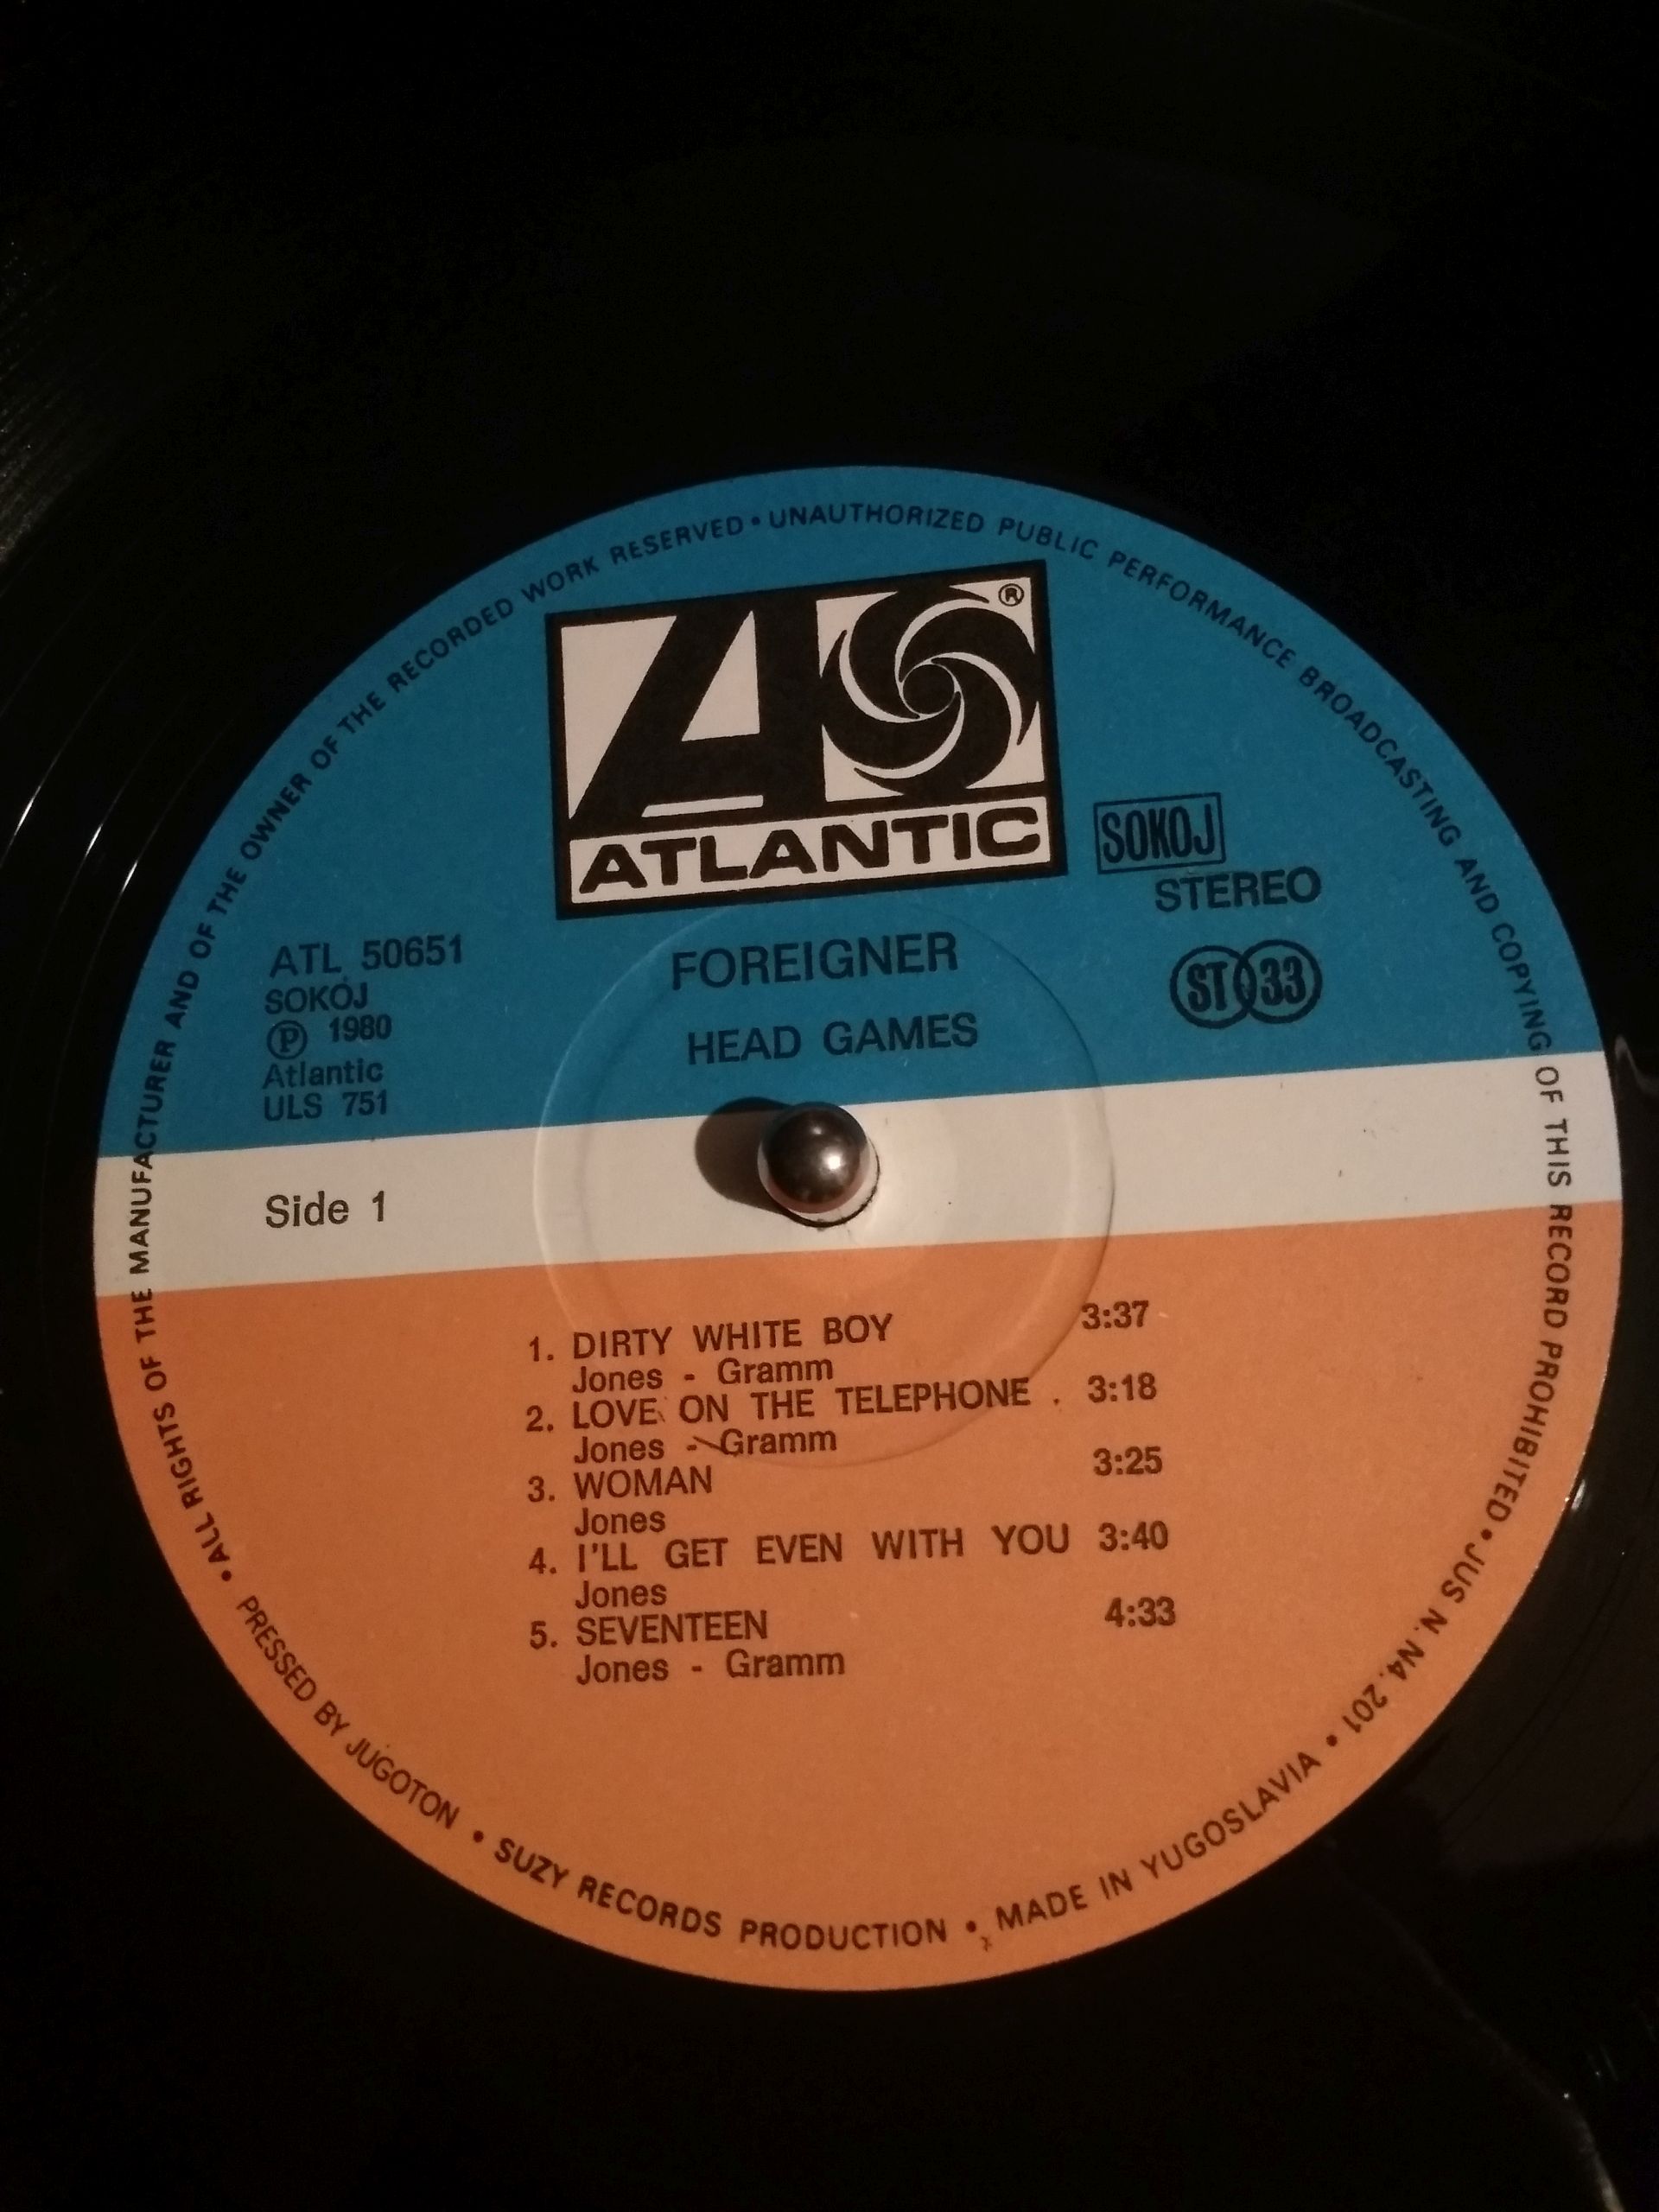 ALL RIGHTS OF THE MANUFACTURER AND OF THE OWNER OF THE RECORDED WORK RESERVED • UNAUTHORIZED PUBLIC PERFORMANCE BROADCASTING AND COPYING OF THIS RECORD PROHIBITED • JUS N. N4. 201 •
®
ATLANTIC
SOKOJ
STEREO
ATL 50651
SOKOJ
Ⓟ 1980
Atlantic
ULS 751
FOREIGNER
HEAD GAMES
ST 33
Side 1
1. DIRTY WHITE BOY 3:37
Jones - Gramm
2. LOVE ON THE TELEPHONE . 3:18
Jones - Gramm
3. WOMAN 3:25
Jones
4. I'LL GET EVEN WITH YOU 3:40
Jones
5. SEVENTEEN 4:33
Jones - Gramm
PRESSED BY JUGOTON • SUZY RECORDS PRODUCTION • MADE IN YUGOSLAVIA •